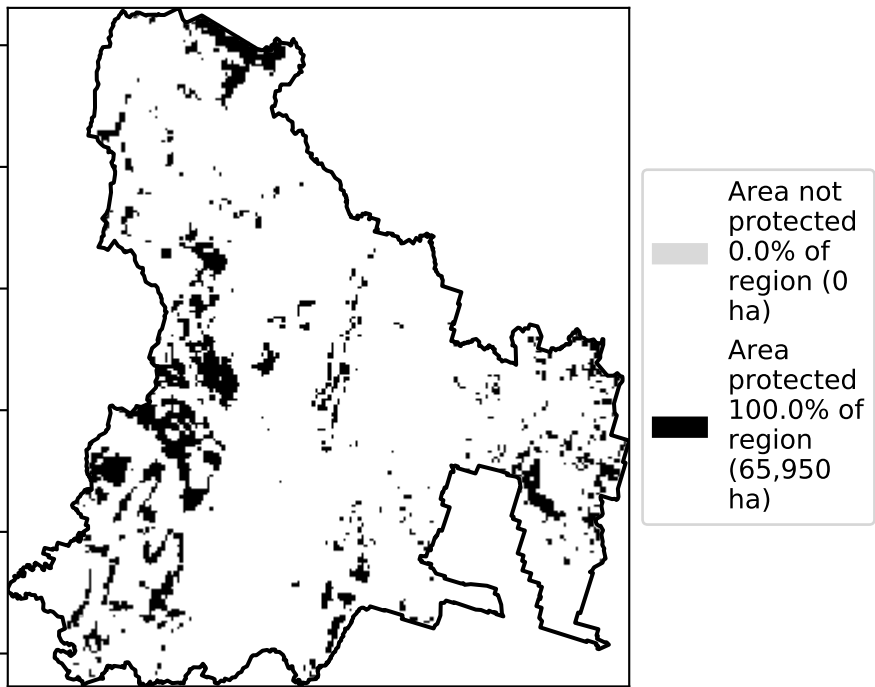 Area not
protected
0.0% of
region (0
ha)
Area
protected
100.0% of
region
(65,950
ha)